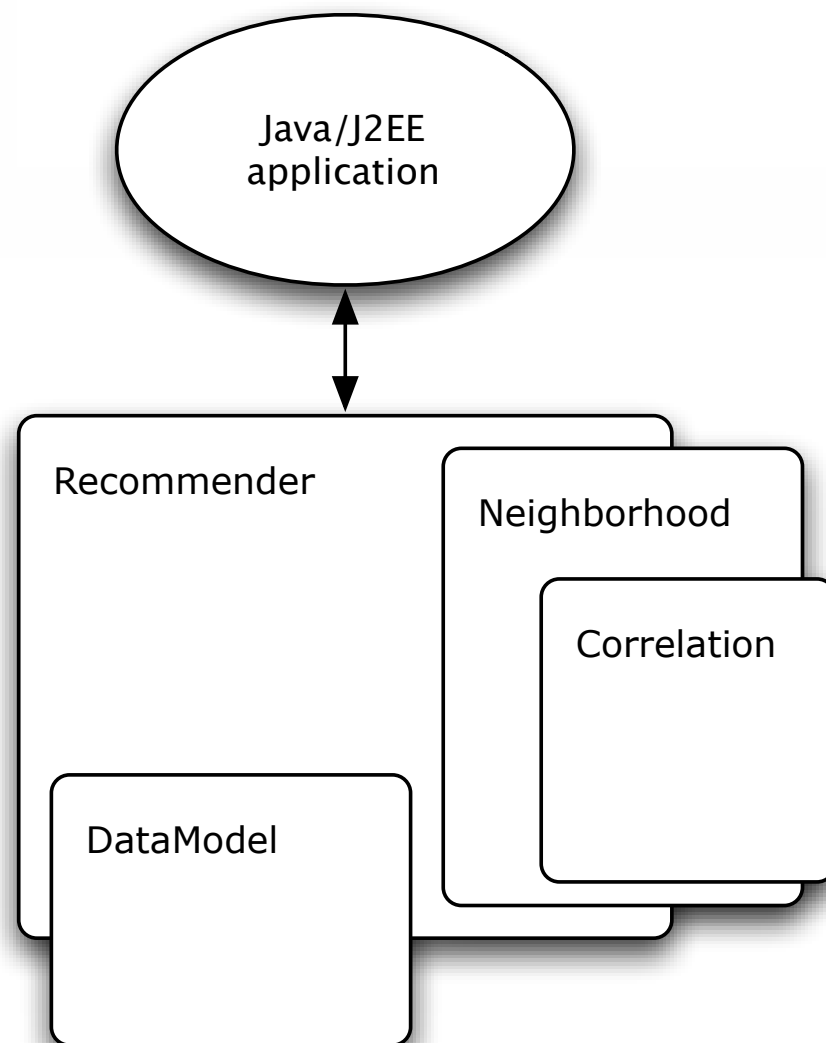 Java/J2EE
application
Recommender
Neighborhood
Correlation
DataModel